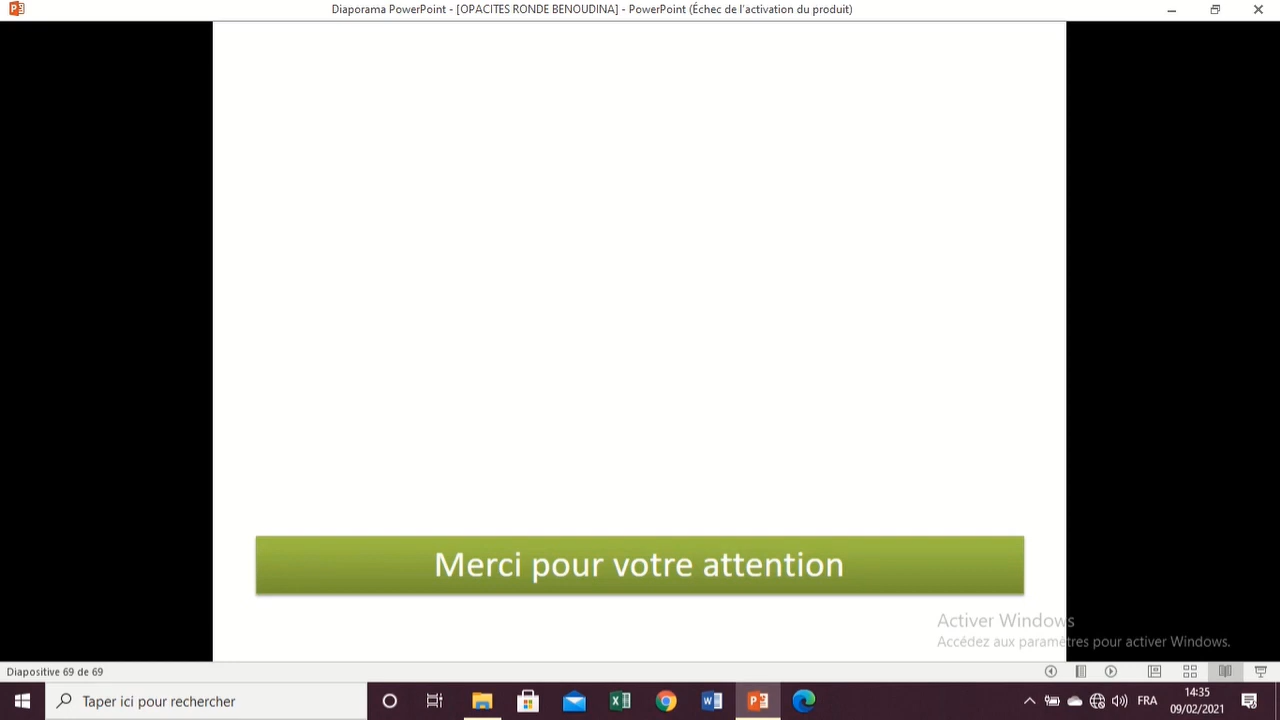 Diaporama PowerPoint - [OPACITES RONDE BENOUDINA] - PowerPoint (Échec de l'activation du produit)
Merci pour votre attention
Activer Windows
Accédez aux paramètres pour activer Windows.
Diapositive 69 de 69
Taper ici pour rechercher
FRA
14:35
09/02/2021